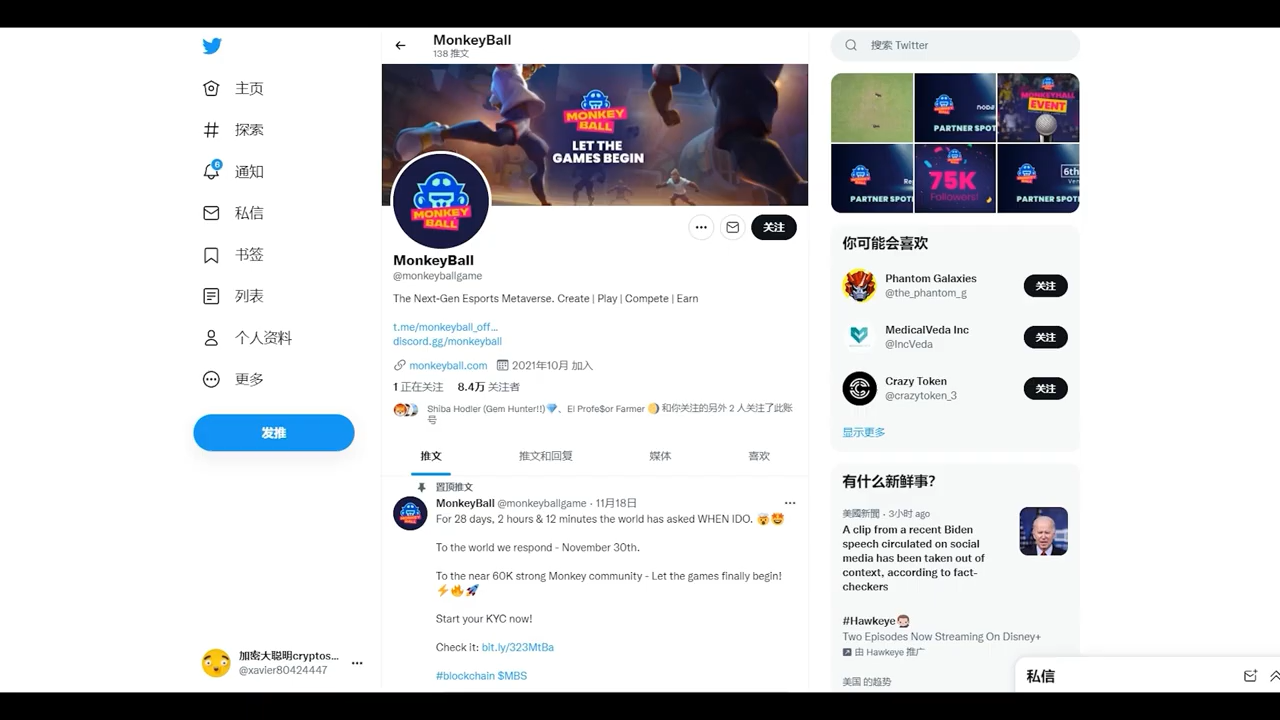 主页
探索
6
通知
私信
书签
列表
个人资料
更多
发推
加密大聪明cryptos...
@xavier80424447
MonkeyBall
138 推文
MONKEY
BALL
LET THE
GAMES BEGIN
MONKEY
BALL
关注
MonkeyBall
@monkeyballgame
The Next-Gen Esports Metaverse. Create | Play | Compete | Earn
t.me/monkeyball_off...
discord.gg/monkeyball
monkeyball.com 2021年10月 加入
1 正在关注 8.4万 关注者
Shiba Hodler (Gem Hunter!!)💎、El Profe$or Farmer 🌖 和你关注的另外 2 人关注了此账
号
推文 推文和回复 媒体 喜欢
置顶推文
MonkeyBall @monkeyballgame · 11月18日
For 28 days, 2 hours & 12 minutes the world has asked WHEN IDO. 🤯🤩
To the world we respond - November 30th.
To the near 60K strong Monkey community - Let the games finally begin!
⚡🔥🚀
Start your KYC now!
Check it: bit.ly/323MtBa
#blockchain $MBS
搜索 Twitter
PARTNER SPOT
MONKEYBALL
EVENT
PARTNER SPOT
75K
Followers!
6th
PARTNER SPOT
你可能会喜欢
Phantom Galaxies
@the_phantom_g
关注
MedicalVeda Inc
@IncVeda
关注
Crazy Token
@crazytoken_3
关注
显示更多
有什么新鲜事?
美國新聞 · 3小时 ago
A clip from a recent Biden
speech circulated on social
media has been taken out of
context, according to fact-
checkers
#Hawkeye
Two Episodes Now Streaming On Disney+
由 Hawkeye 推广
美国 的趋势
私信